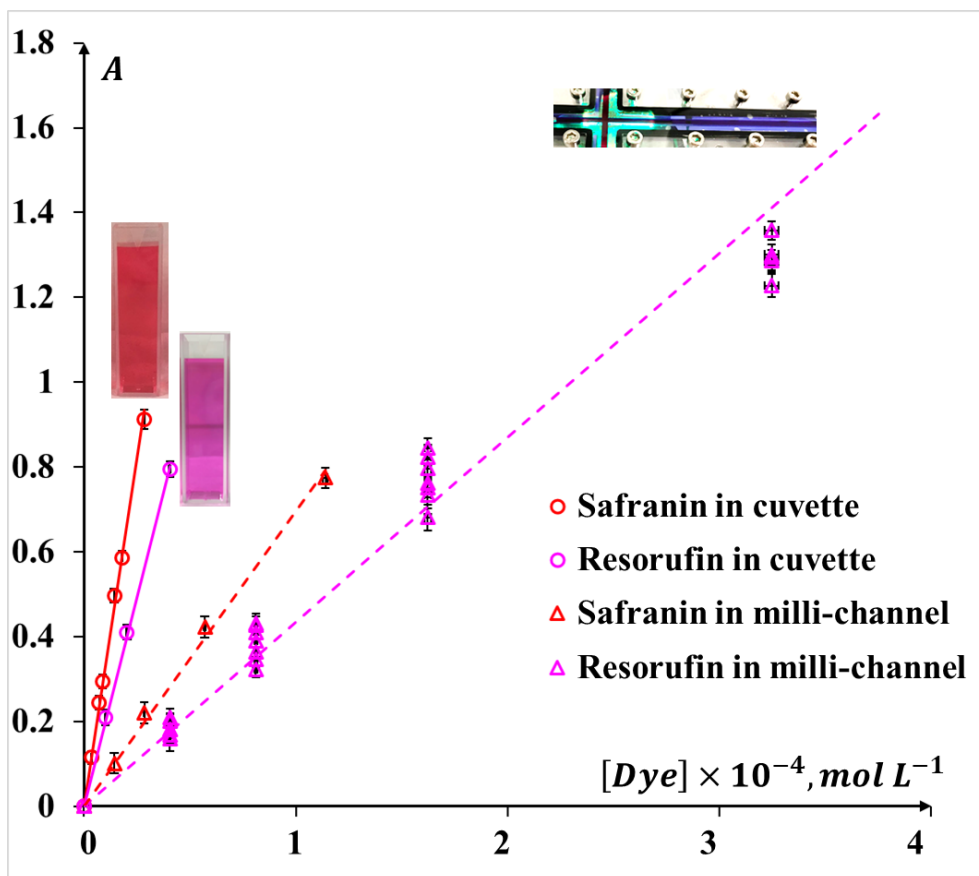 1.8
A
1.6
1.4
1.2
1
0.8
0.6
0.4
0.2
0
Safranin in cuvette
Resorufin in cuvette
Safranin in milli-channel
Resorufin in milli-channel
[Dye] × 10⁻⁴, mol L⁻¹
0 1 2 3 4